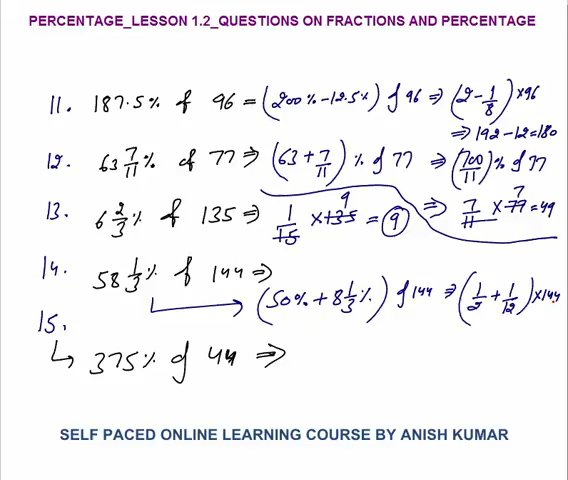 PERCENTAGE_LESSON 1.2_QUESTIONS ON FRACTIONS AND PERCENTAGE
11. 187.5% of 96 = (200% - 12.5%) of 96 ⇒ (2 - 1/8) × 96
⇒ 192 - 12 = 180
12. 63 7/11 % of 77 ⇒ (63 + 7/11) % of 77 ⇒ (700/11) % of 77
13. 6 2/3 % of 135 ⇒ 1/15 × 135 9 = 9 ⇒ 7/11 × 77 7 = 49
14. 58 1/3 % of 144 ⇒
(50% + 8 1/3 %) of 144 ⇒ (1/2 + 1/12) × 144
15.
↳ 375% of 44 ⇒
SELF PACED ONLINE LEARNING COURSE BY ANISH KUMAR